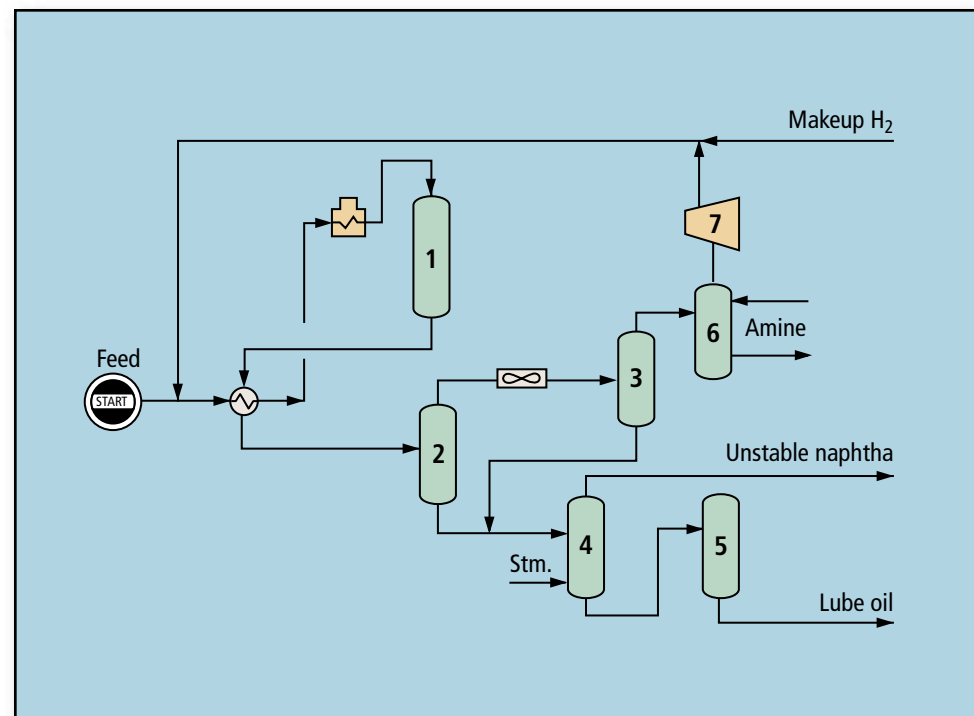 Makeup H₂
7
1
6
Amine
Feed
START
3
2
Unstable naphtha
4
5
Stm.
Lube oil